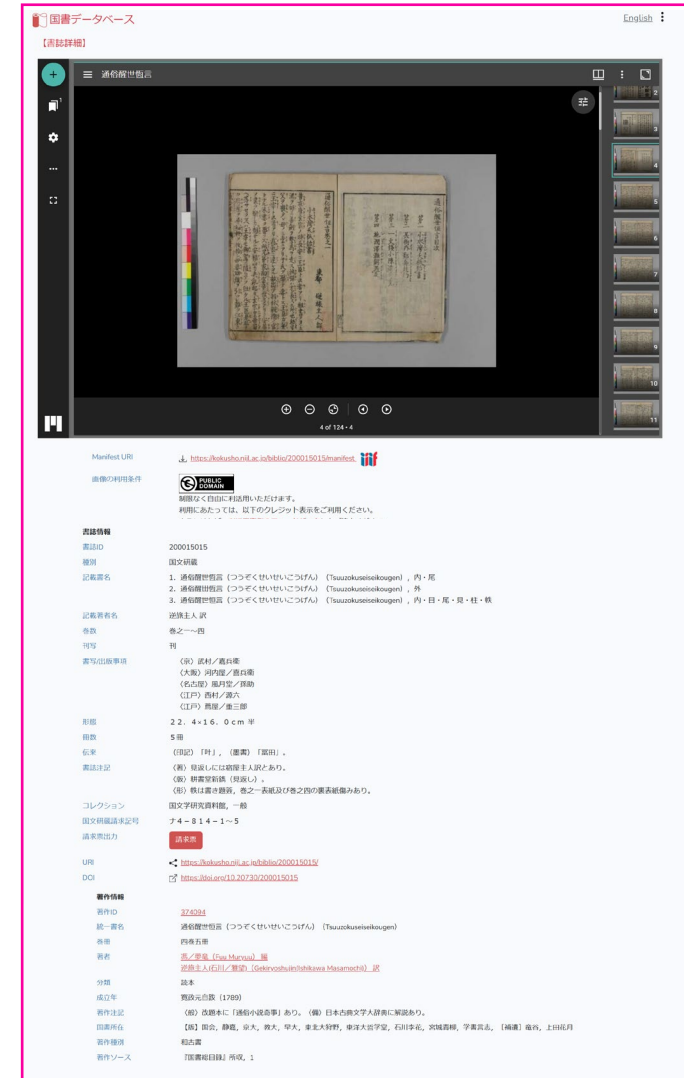 国書データベース
English
【書誌詳細】
通俗醒世恆言
1
2
3
4
5
6
7
8
9
10
11
4 of 124 • 4
Manifest URI
https://kokusho.nijl.ac.jp/biblio/200015015/manifest
iiif
画像の利用条件
PUBLIC DOMAIN
制限なく自由に利活用いただけます。
利用にあたっては、以下のクレジット表示をご利用ください。
書誌情報
書誌ID 200015015
種別 国文研蔵
記載書名 1. 通俗醒世恆言(つうぞくせいせいこうげん)(Tsuuzokuseiseikougen),内・尾
2. 通俗醒世恆言(つうぞくせいせいこうげん)(Tsuuzokuseiseikougen),外
3. 通俗醒世恆言(つうぞくせいせいこうげん)(Tsuuzokuseiseikougen),内・目・尾・見・柱・帙
記載著者名 逆旅主人 訳
巻数 巻之一~四
刊写 刊
書写/出版事項 〈京〉武村/嘉兵衛
〈大阪〉河内屋/喜兵衛
〈名古屋〉風月堂/孫助
〈江戸〉西村/源六
〈江戸〉蔦屋/重三郎
形態 22.4×16.0cm 半
冊数 5冊
伝来 〈印記〉「叶」,〈墨書〉「冨田」。
書誌注記 〈著〉見返しには宿屋主人訳とあり。
〈版〉耕書堂新鐫(見返し)。
〈形〉帙は書き題簽,巻之一表紙及び巻之四の裏表紙傷みあり。
コレクション 国文学研究資料館,一般
国文研蔵請求記号 ナ4-814-1~5
請求票出力 請求票
URI https://kokusho.nijl.ac.jp/biblio/200015015/
DOI https://doi.org/10.20730/200015015
著作情報
著作ID 374094
統一書名 通俗醒世恆言(つうぞくせいせいこうげん)(Tsuuzokuseiseikougen)
巻冊 四巻五冊
著者 馮/夢竜(Fuu Muryuu) 編
逆旅主人(石川/雅望)(Gekiryoshujin(Ishikawa Masamochi)) 訳
分類 読本
成立年 寛政元自叙(1789)
著作注記 〈般〉改題本に「通俗小説奇事」あり。〈備〉日本古典文学大辞典に解説あり。
国書所在 【版】国会,静嘉,京大,教大,早大,東北大狩野,東洋大哲学堂,石川李花,宮城青柳,学書言志,〔補遺〕竜谷,上田花月
著作種別 和古書
著作ソース 『国書総目録』所収,1